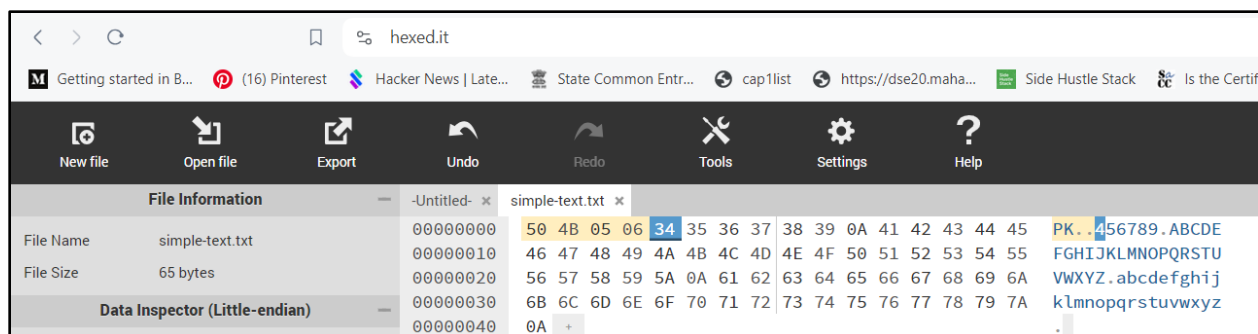 hexed.it
M Getting started in B... (16) Pinterest Hacker News | Late... State Common Entr... cap1list https://dse20.maha... Side Hustle Stack Is the Certif
New file Open file Export Undo Redo Tools Settings Help
File Information
File Name simple-text.txt
File Size 65 bytes
Data Inspector (Little-endian)
-Untitled- × simple-text.txt ×
00000000 50 4B 05 06 34 35 36 37 38 39 0A 41 42 43 44 45 PK..456789.ABCDE
00000010 46 47 48 49 4A 4B 4C 4D 4E 4F 50 51 52 53 54 55 FGHIJKLMNOPQRSTU
00000020 56 57 58 59 5A 0A 61 62 63 64 65 66 67 68 69 6A VWXYZ.abcdefghij
00000030 6B 6C 6D 6E 6F 70 71 72 73 74 75 76 77 78 79 7A klmnopqrstuvwxyz
00000040 0A + .